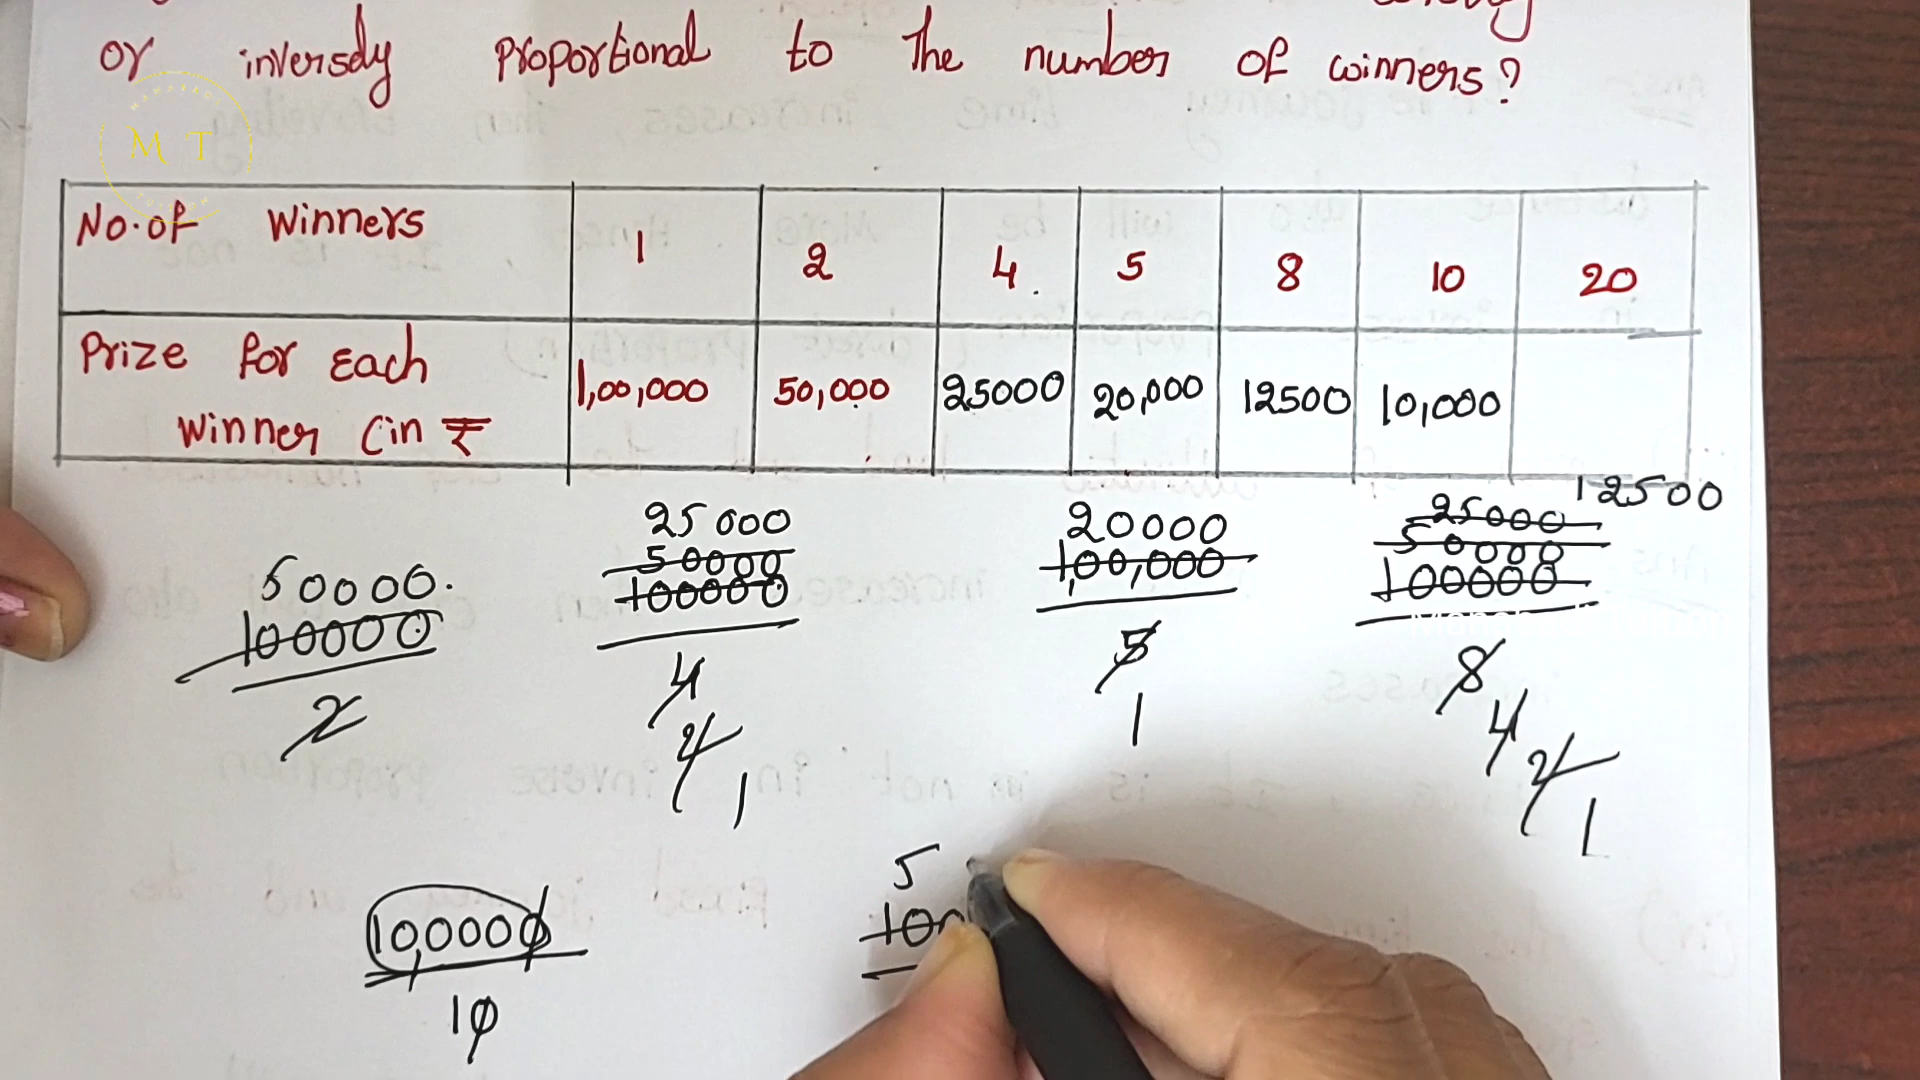 or inversely proportional to the number of winners?
M T
No.of Winners 1 2 4 5 8 10 20
Prize for Each Winner (in ₹ 1,00,000 50,000 25000 20,000 12500 10,000
12500
25000 20000 25000
50000. 50000 1,00,000 50000
100000 100000 100000
2 4 5 8
2 1 4
1 2
1
5
10,0000 100
10